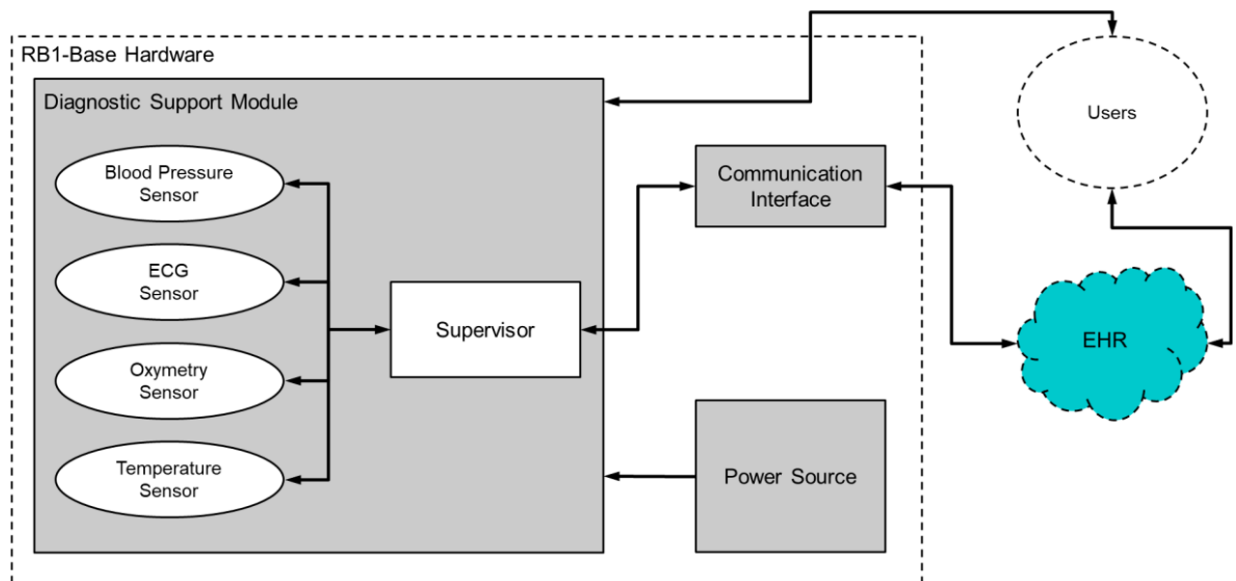 RB1-Base Hardware
Diagnostic Support Module
Blood Pressure
Sensor
ECG
Sensor
Oxymetry
Sensor
Temperature
Sensor
Supervisor
Communication
Interface
Power Source
Users
EHR